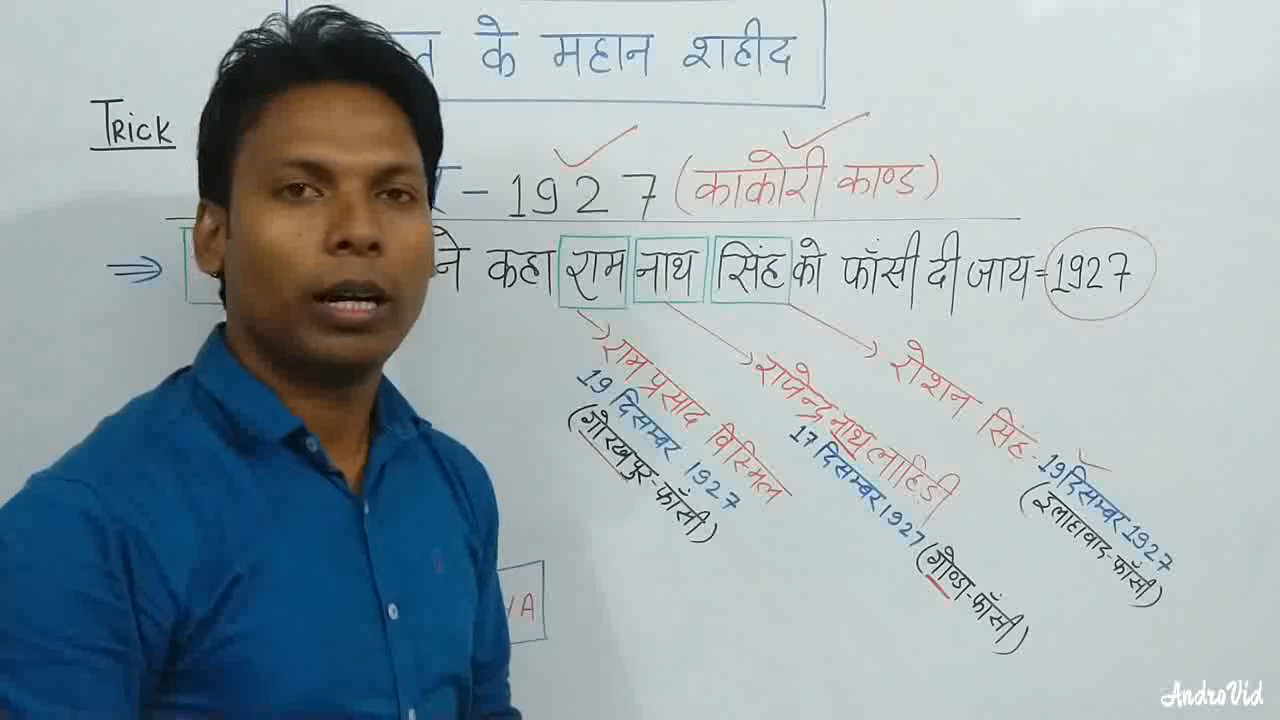 के महान शहीद
Trick
- 1927 (काकोरी काण्ड)
⇒ ने कहा राम नाथ सिंह को फाँसी दी जाय = 1927
राम प्रसाद विस्मिल
19 दिसम्बर 1927
(गोरखपुर-फाँसी)
राजेन्द्र नाथ लाहिड़ी
17 दिसम्बर 1927 (गोण्डा-फाँसी)
रोशन सिंह - 19 दिसम्बर 1927
(इलाहावाद-फाँसी)
YA
AndroVid